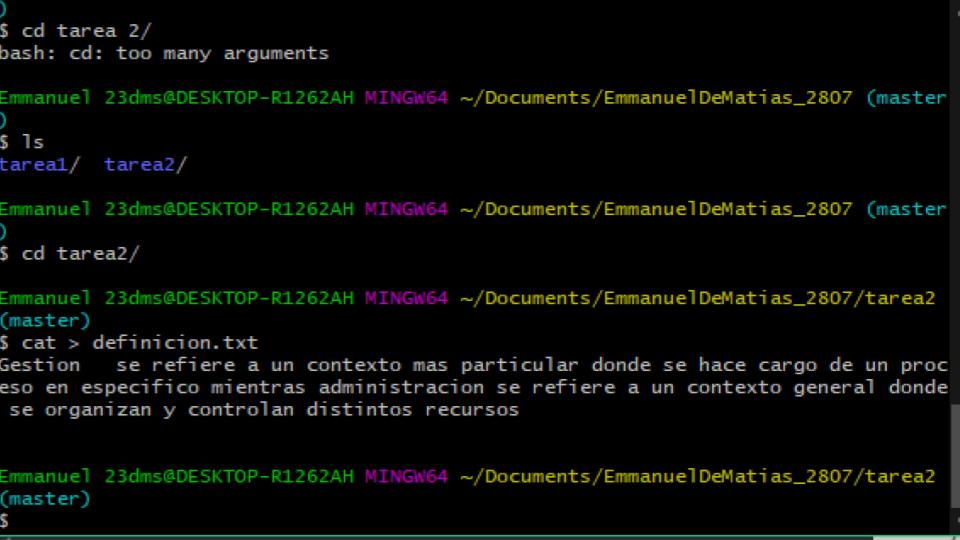 )
$ cd tarea 2/
bash: cd: too many arguments
Emmanuel 23dms@DESKTOP-R1262AH MINGW64 ~/Documents/EmmanuelDeMatias_2807 (master
)
$ ls
tarea1/  tarea2/
Emmanuel 23dms@DESKTOP-R1262AH MINGW64 ~/Documents/EmmanuelDeMatias_2807 (master
)
$ cd tarea2/
Emmanuel 23dms@DESKTOP-R1262AH MINGW64 ~/Documents/EmmanuelDeMatias_2807/tarea2
(master)
$ cat > definicion.txt
Gestion   se refiere a un contexto mas particular donde se hace cargo de un proc
eso en especifico mientras administracion se refiere a un contexto general donde
 se organizan y controlan distintos recursos
Emmanuel 23dms@DESKTOP-R1262AH MINGW64 ~/Documents/EmmanuelDeMatias_2807/tarea2
(master)
$